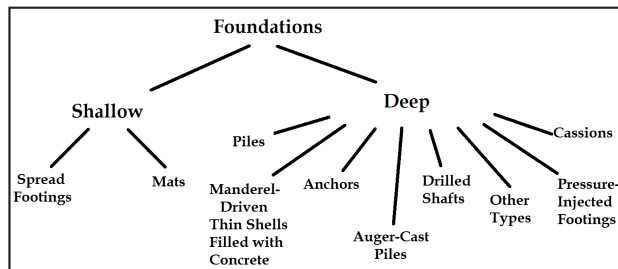 Foundations
Shallow
Deep
Spread
Footings
Mats
Piles
Manderel-
Driven
Thin Shells
Filled with
Concrete
Anchors
Auger-Cast
Piles
Drilled
Shafts
Other
Types
Pressure-
Injected
Footings
Cassions